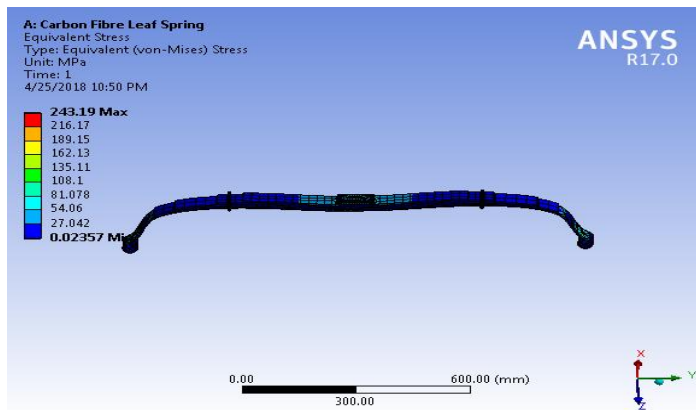 A: Carbon Fibre Leaf Spring
Equivalent Stress
Type: Equivalent (von-Mises) Stress
Unit: MPa
Time: 1
4/25/2018 10:50 PM
ANSYS
R17.0
243.19 Max
216.17
189.15
162.13
135.11
108.1
81.078
54.06
27.042
0.02357 Mi
0.00
600.00 (mm)
300.00
X
Y
Z